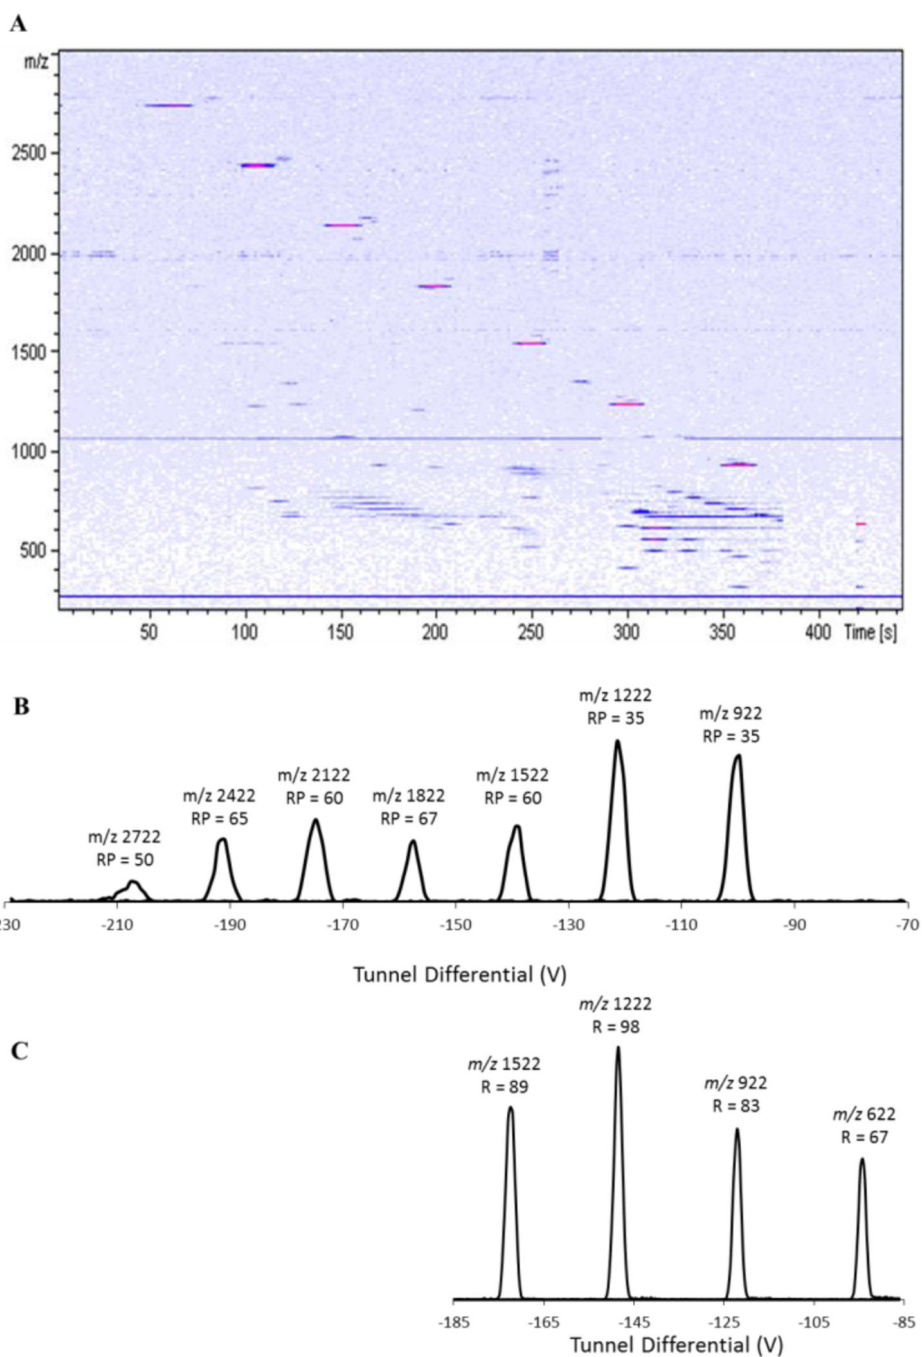 A
m/z
2500
2000
1500
1000
500
50 100 150 200 250 300 350 400 Time [s]
B
m/z 1222
RP = 35
m/z 922
RP = 35
m/z 2122
RP = 60
m/z 1522
RP = 60
m/z 2422
RP = 65
m/z 1822
RP = 67
m/z 2722
RP = 50
230 -210 -190 -170 -150 -130 -110 -90 -70
Tunnel Differential (V)
C
m/z 1222
R = 98
m/z 1522
R = 89
m/z 922
R = 83
m/z 622
R = 67
-185 -165 -145 -125 -105 -85
Tunnel Differential (V)